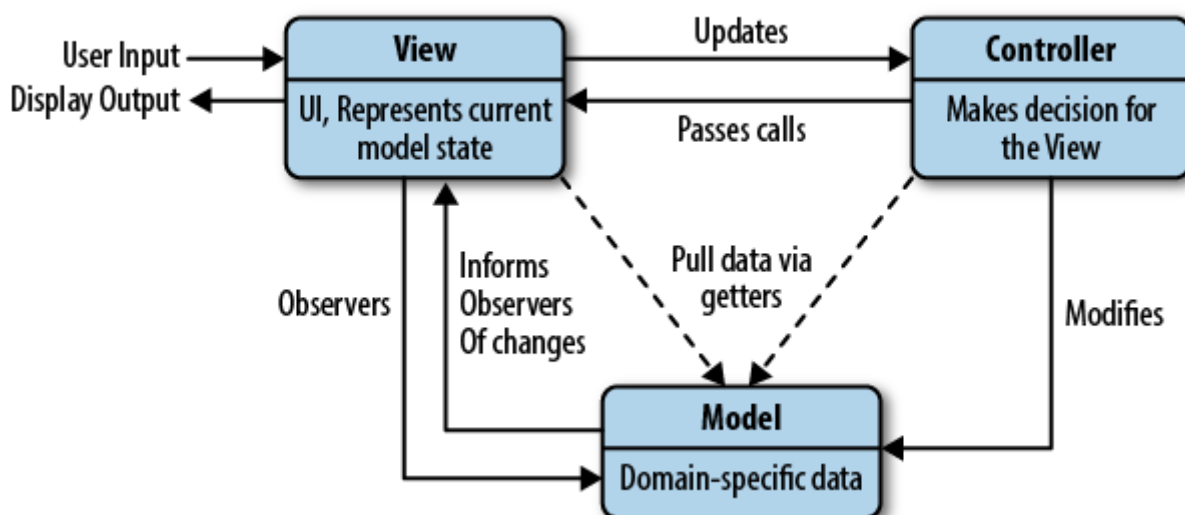 User Input
Display Output
View
UI, Represents current
model state
Updates
Passes calls
Controller
Makes decision for
the View
Observers
Informs
Observers
Of changes
Pull data via
getters
Modifies
Model
Domain-specific data